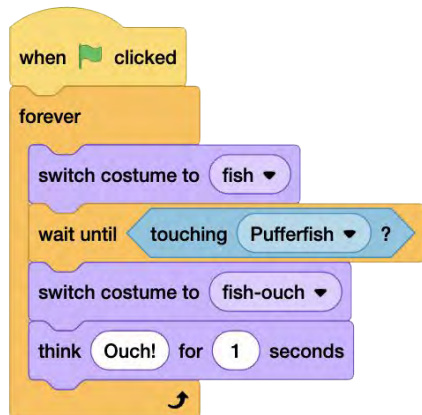 when clicked
forever
switch costume to fish
wait until touching Pufferfish ?
switch costume to fish-ouch
think Ouch! for 1 seconds